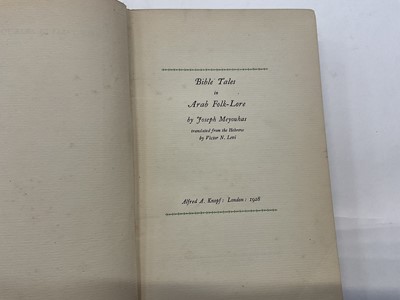 Bible Tales
in
Arab Folk-Lore
by Joseph Meyouhas
translated from the Hebrew
by Victor N. Levi
Alfred A. Knopf: London: 1928